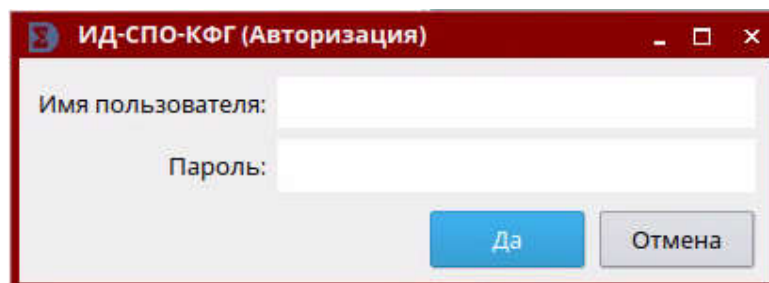 ИД-СПО-КФГ (Авторизация)
Имя пользователя:
Пароль:
Да Отмена